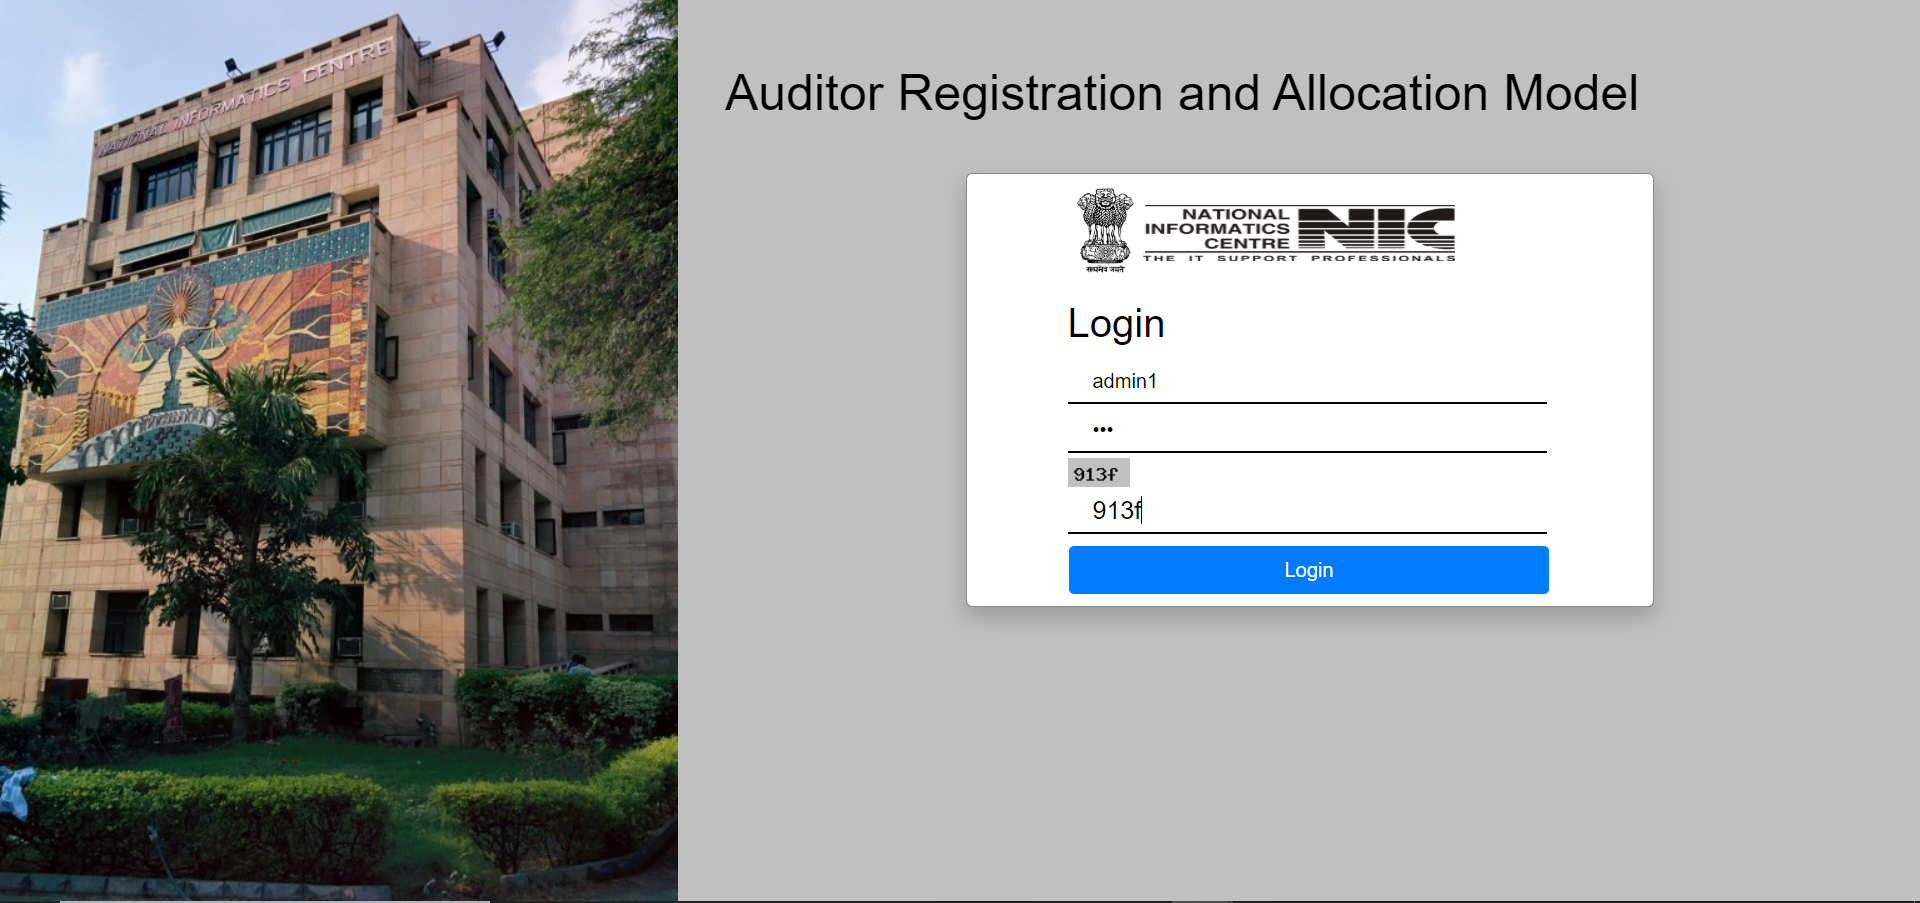 NATIONAL INFORMATICS CENTRE
Auditor Registration and Allocation Model
सत्यमेव जयते
NATIONAL
INFORMATICS
CENTRE
NIC
THE IT SUPPORT PROFESSIONALS
Login
admin1
•••
913f
913f
Login